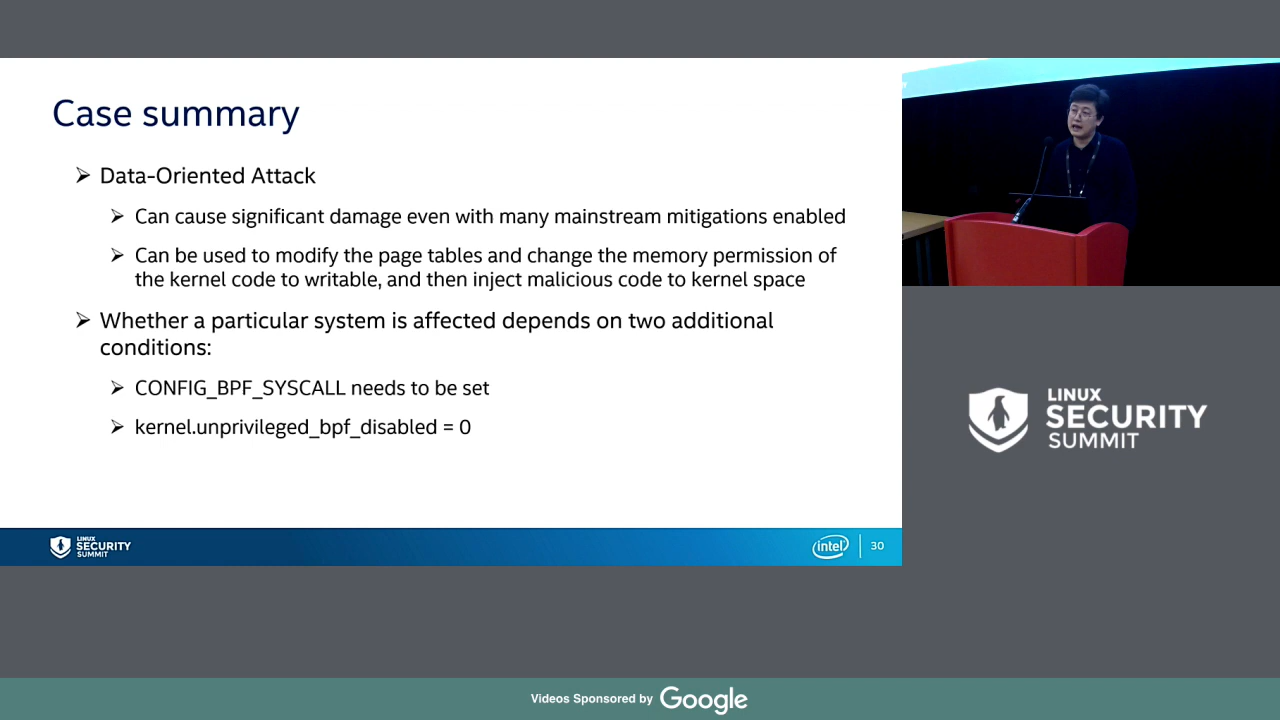 Case summary
Data-Oriented Attack
Can cause significant damage even with many mainstream mitigations enabled
Can be used to modify the page tables and change the memory permission of
the kernel code to writable, and then inject malicious code to kernel space
Whether a particular system is affected depends on two additional
conditions:
CONFIG_BPF_SYSCALL needs to be set
kernel.unprivileged_bpf_disabled = 0
LINUX
SECURITY
SUMMIT
intel
30
LINUX
SECURITY
SUMMIT
Videos Sponsored by Google